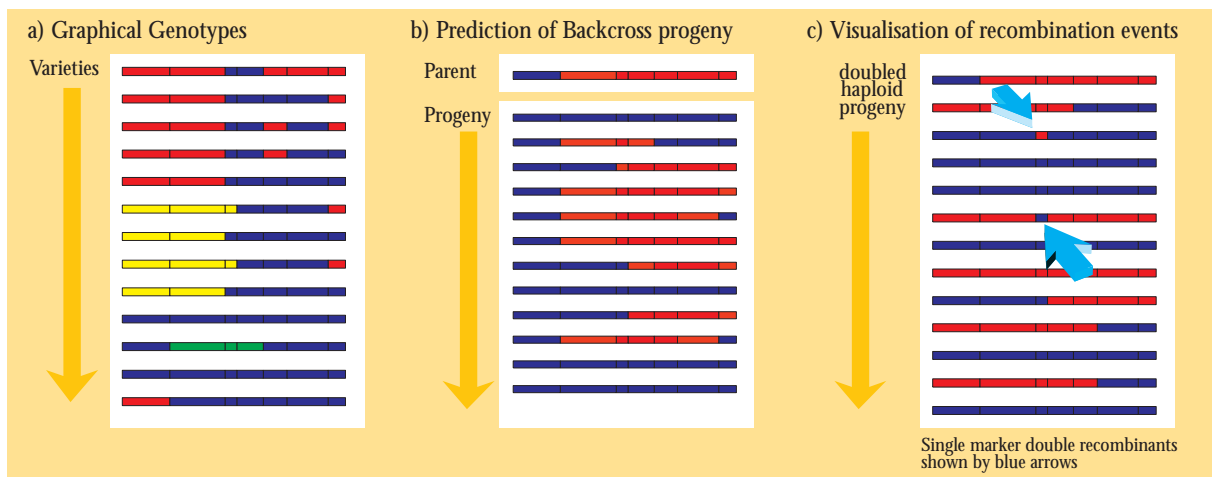 a) Graphical Genotypes
Varieties
b) Prediction of Backcross progeny
Parent
Progeny
c) Visualisation of recombination events
doubled
haploid
progeny
Single marker double recombinants
shown by blue arrows